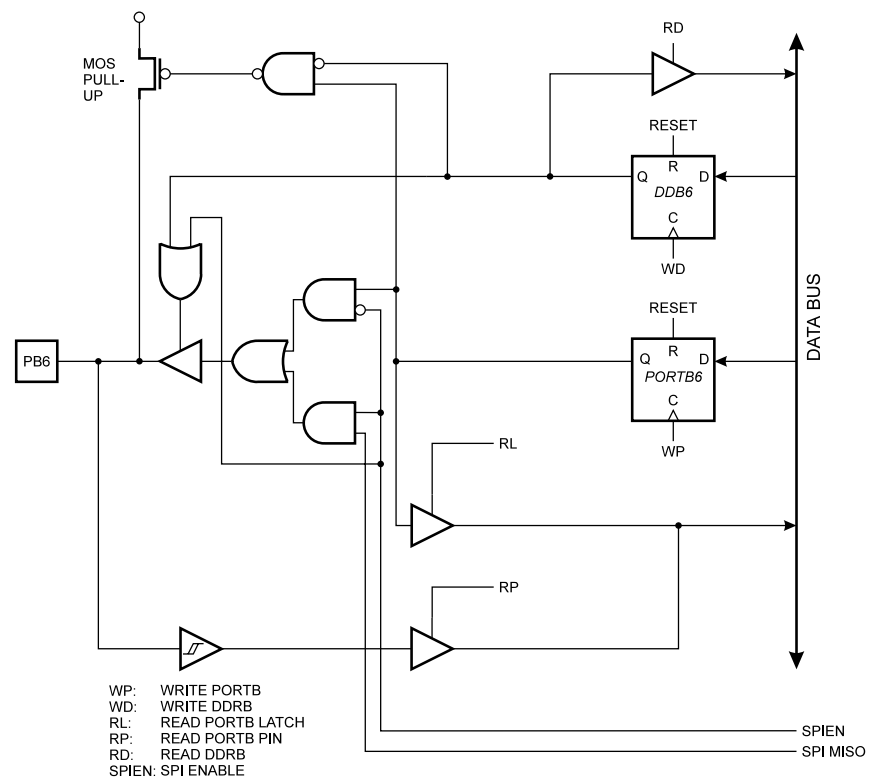 RD
MOS
PULL-
UP
RESET
R
Q
D
DDB6
C
WD
RESET
R
Q
D
PORTB6
C
WP
DATA BUS
PB6
RL
RP
WP: WRITE PORTB
WD: WRITE DDRB
RL: READ PORTB LATCH
RP: READ PORTB PIN
RD: READ DDRB
SPIEN: SPI ENABLE
SPIEN
SPI MISO